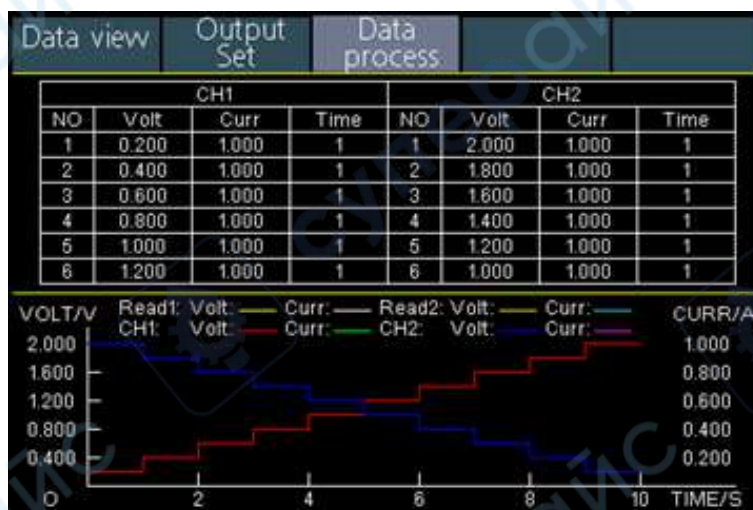 Data view Output Set Data process
CH1 CH2
NO Volt Curr Time NO Volt Curr Time
1 0.200 1.000 1 1 2.000 1.000 1
2 0.400 1.000 1 2 1.800 1.000 1
3 0.600 1.000 1 3 1.600 1.000 1
4 0.800 1.000 1 4 1.400 1.000 1
5 1.000 1.000 1 5 1.200 1.000 1
6 1.200 1.000 1 6 1.000 1.000 1
VOLT/V Read1: Volt: Curr: Read2: Volt: Curr: CURR/A
CH1: Volt: Curr: CH2: Volt: Curr:
2.000 1.000
1.600 0.800
1.200 0.600
0.800 0.400
0.400 0.200
O 2 4 6 8 10 TIME/S